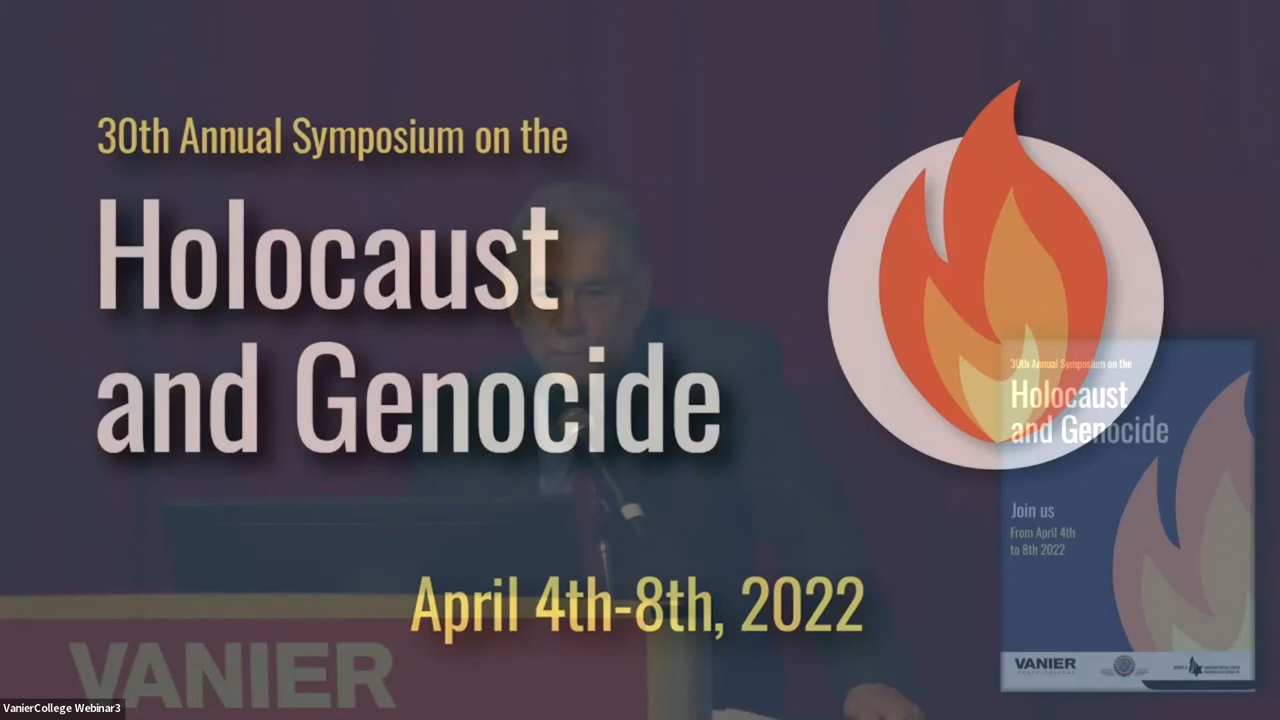 30th Annual Symposium on the
Holocaust
and Genocide
April 4th-8th, 2022
30th Annual Symposium on the
Holocaust
and Genocide
Join us
From April 4th
to 8th 2022
VANIER
VANIER
VanierCollege Webinar3